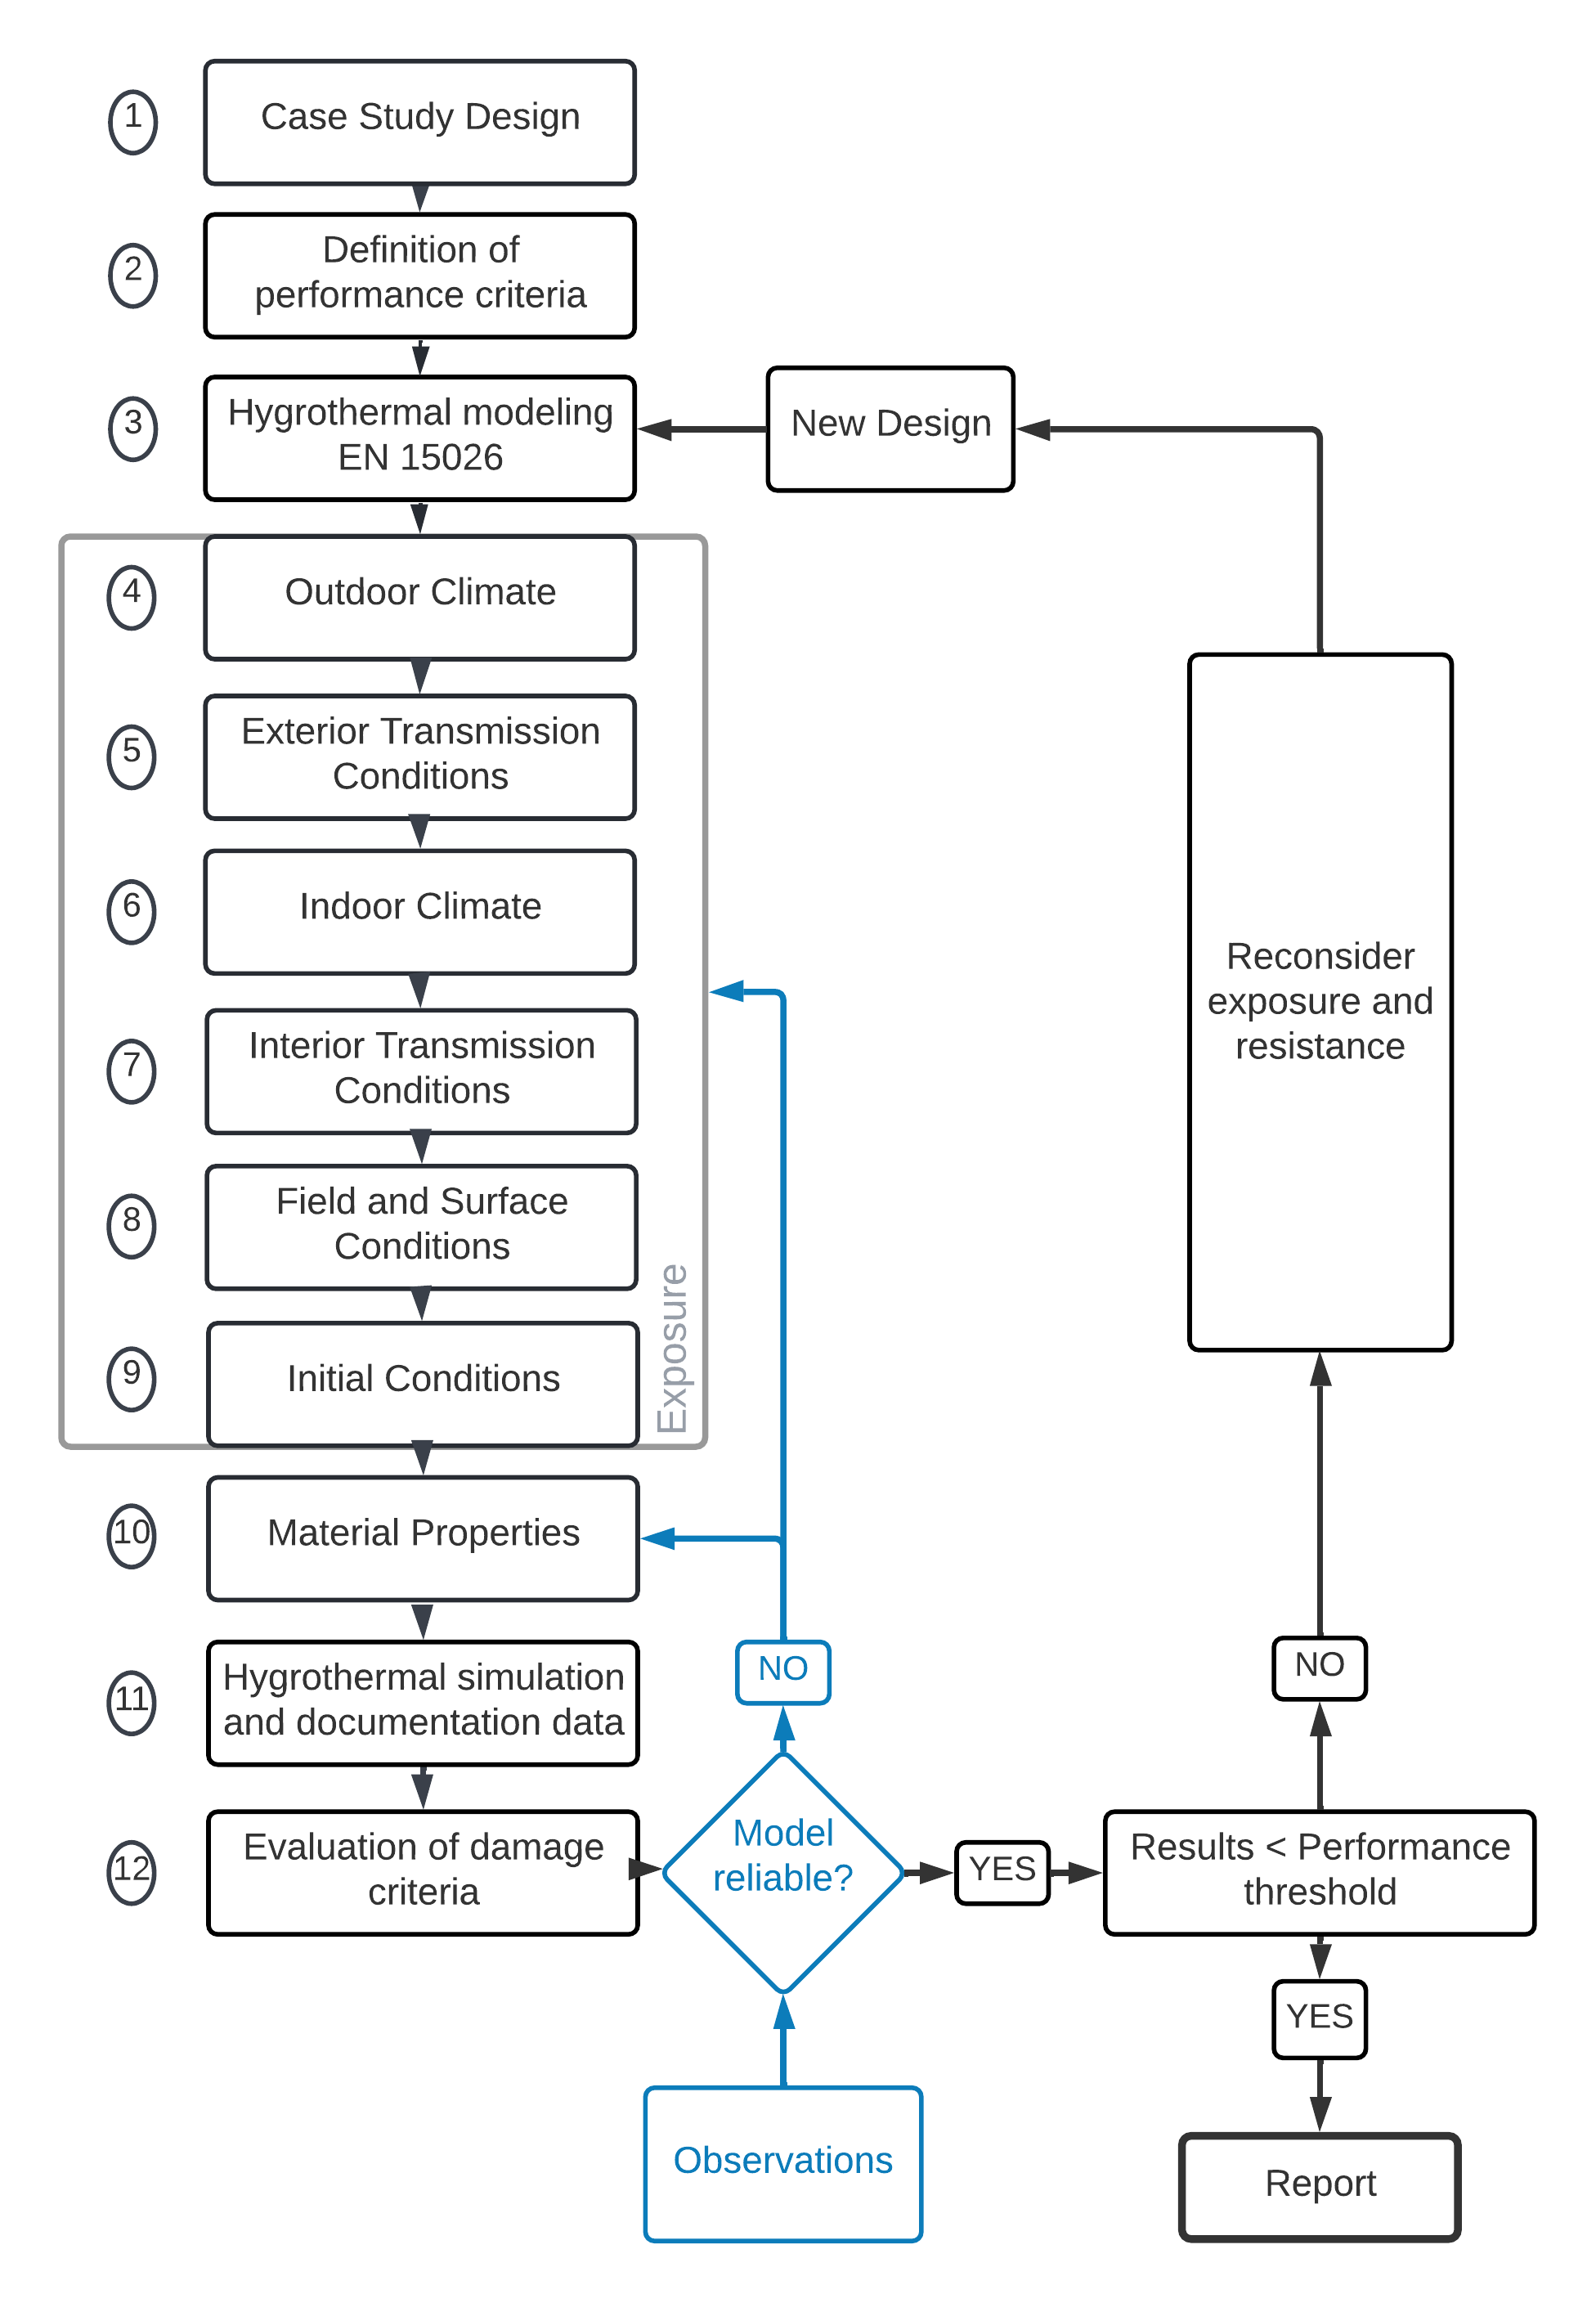 1
Case Study Design
2
Definition of
performance criteria
3
Hygrothermal modeling
EN 15026
New Design
4
Outdoor Climate
5
Exterior Transmission
Conditions
6
Indoor Climate
7
Interior Transmission
Conditions
8
Field and Surface
Conditions
9
Initial Conditions
Exposure
Reconsider
exposure and
resistance
10
Material Properties
11
Hygrothermal simulation
and documentation data
NO
NO
12
Evaluation of damage
criteria
Model
reliable?
YES
Results < Performance
threshold
YES
Observations
Report